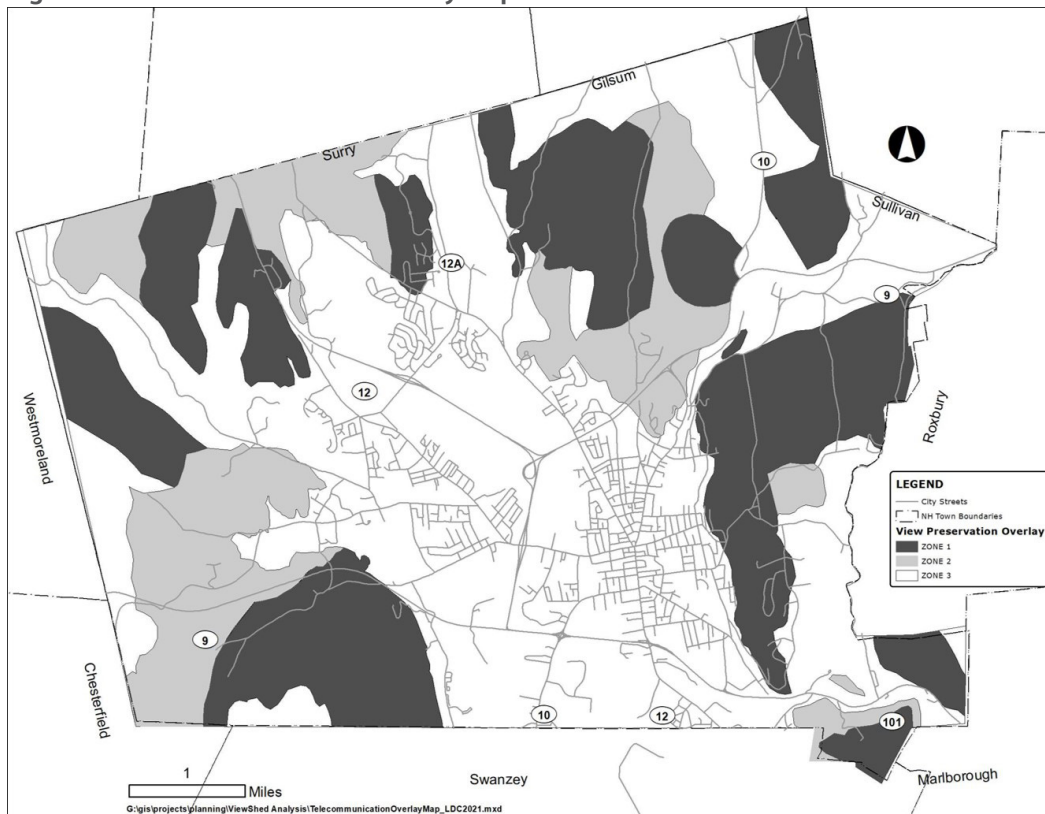 Gilsum
Surry
10
Sullivan
12A
9
12
Westmoreland
Roxbury
LEGEND
City Streets
NH Town Boundaries
View Preservation Overlay
ZONE 1
ZONE 2
ZONE 3
9
Chesterfield
10
12
101
1
Miles
Swanzey
Marlborough
G:\gis\projects\planning\ViewShed Analysis\TelecommunicationOverlayMap_LDC2021.mxd